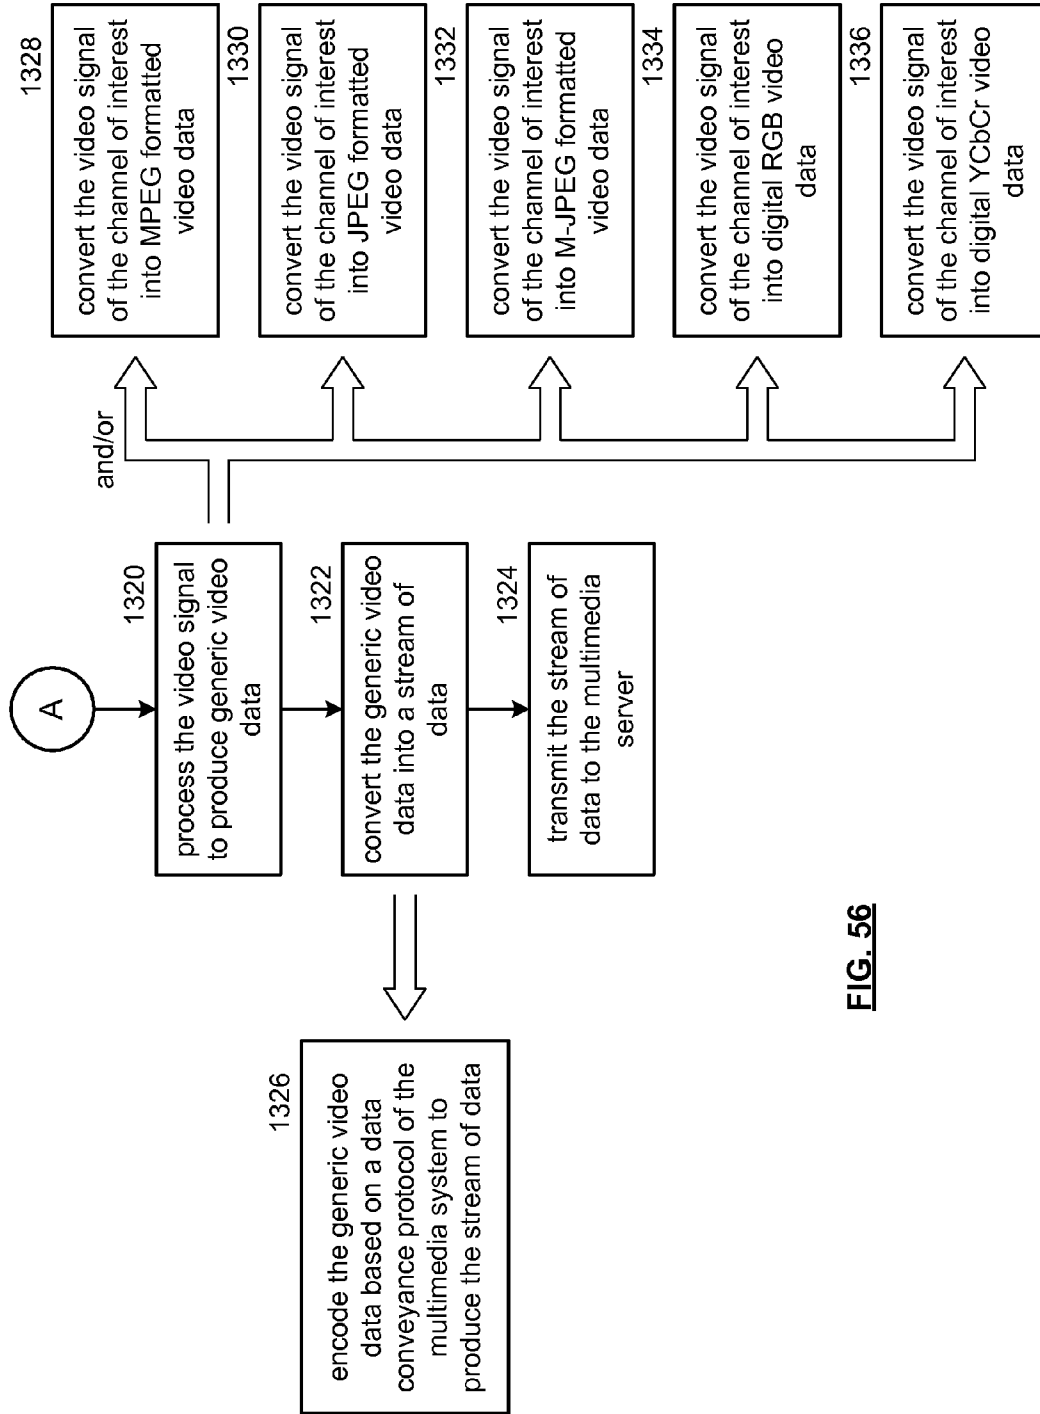 A
1320
process the video signal
to produce generic video
data
1322
convert the generic video
data into a stream of
data
1324
transmit the stream of
data to the multimedia
server
1326
encode the generic video
data based on a data
conveyance protocol of the
multimedia system to
produce the stream of data
and/or
1328
convert the video signal
of the channel of interest
into MPEG formatted
video data
1330
convert the video signal
of the channel of interest
into JPEG formatted
video data
1332
convert the video signal
of the channel of interest
into M-JPEG formatted
video data
1334
convert the video signal
of the channel of interest
into digital RGB video
data
1336
convert the video signal
of the channel of interest
into digital YCbCr video
data
FIG. 56